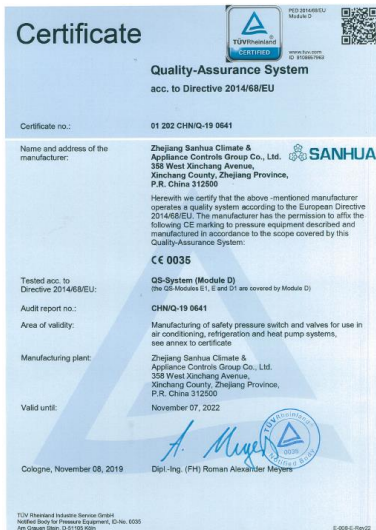 Certificate
PED 2014/68/EU
Module D
TÜVRheinland
CERTIFIED
www.tuv.com
ID 9105657963
Quality-Assurance System
acc. to Directive 2014/68/EU
Certificate no.: 01 202 CHN/Q-19 0641
Name and address of the manufacturer:
Zhejiang Sanhua Climate &
Appliance Controls Group Co., Ltd.
358 West Xinchang Avenue,
Xinchang County, Zhejiang Province,
P.R. China 312500
SANHUA
Herewith we certify that the above -mentioned manufacturer
operates a quality system according to the European Directive
2014/68/EU. The manufacturer has the permission to affix the
following CE marking to pressure equipment described and
manufactured in accordance to the scope covered by this
Quality-Assurance System:
CE 0035
Tested acc. to
Directive 2014/68/EU:
QS-System (Module D)
(the QS-Modules E1, E and D1 are covered by Module D)
Audit report no.: CHN/Q-19 0641
Area of validity:
Manufacturing of safety pressure switch and valves for use in
air conditioning, refrigeration and heat pump systems,
see annex to certificate
Manufacturing plant:
Zhejiang Sanhua Climate &
Appliance Controls Group Co., Ltd.
358 West Xinchang Avenue,
Xinchang County, Zhejiang Province,
P.R. China 312500
Valid until: November 07, 2022
TÜV Rheinland
0035
Notified Body
Cologne, November 08, 2019
Dipl.-Ing. (FH) Roman Alexander Meyers
TÜV Rheinland Industrie Service GmbH
Notified Body for Pressure Equipment, ID-No. 0035
Am Grauen Stein, D-51105 Köln